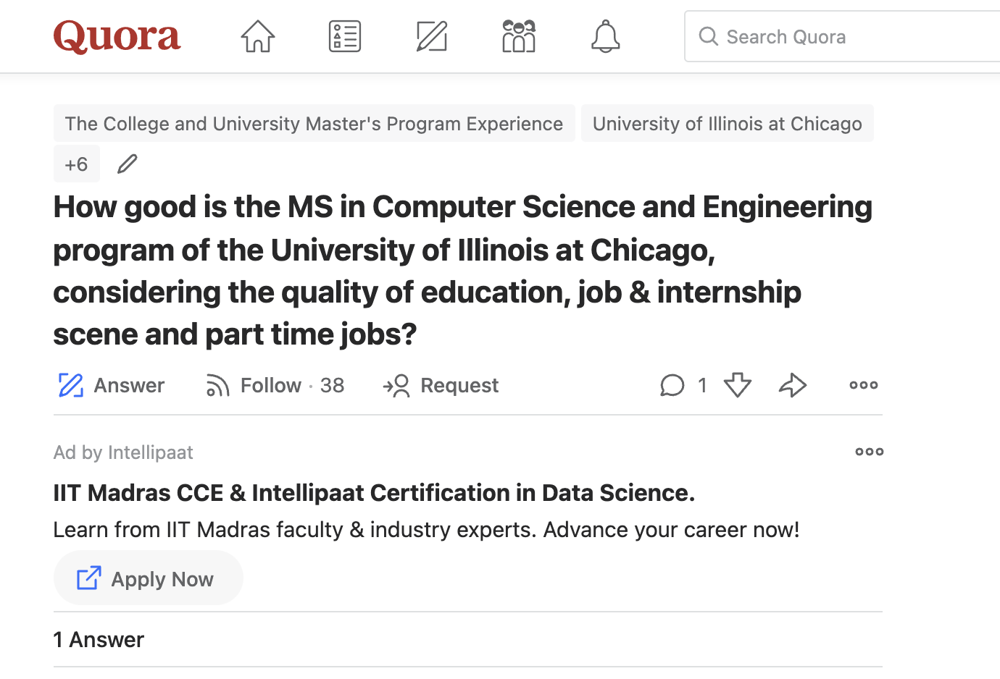 Quora
Search Quora
The College and University Master's Program Experience
University of Illinois at Chicago
+6
How good is the MS in Computer Science and Engineering
program of the University of Illinois at Chicago,
considering the quality of education, job & internship
scene and part time jobs?
Answer
Follow · 38
Request
1
Ad by Intellipaat
IIT Madras CCE & Intellipaat Certification in Data Science.
Learn from IIT Madras faculty & industry experts. Advance your career now!
Apply Now
1 Answer